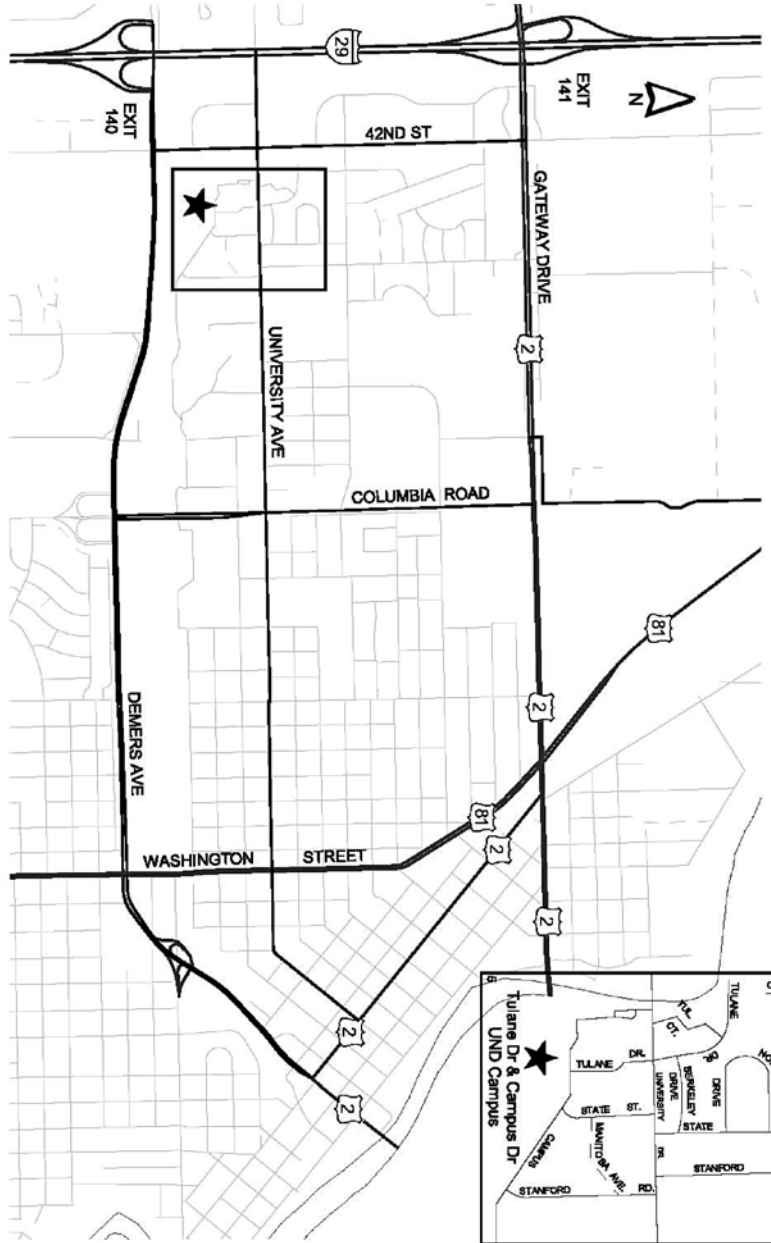 29
EXIT
140
EXIT
141
N
42ND ST
GATEWAY DRIVE
2
UNIVERSITY AVE
COLUMBIA ROAD
81
2
DEMERS AVE
81
2
WASHINGTON STREET
2
2
2
Tulane Dr & Campus Dr
UND Campus
TULANE
TUL.
CT.
DR.
TULANE DR.
UNIVERSITY
DRIVE
BERKELEY
DRIVE
STATE
STATE ST.
DR.
STANFORD
MANITOBA AVE.
CAMPUS
STANFORD RD.